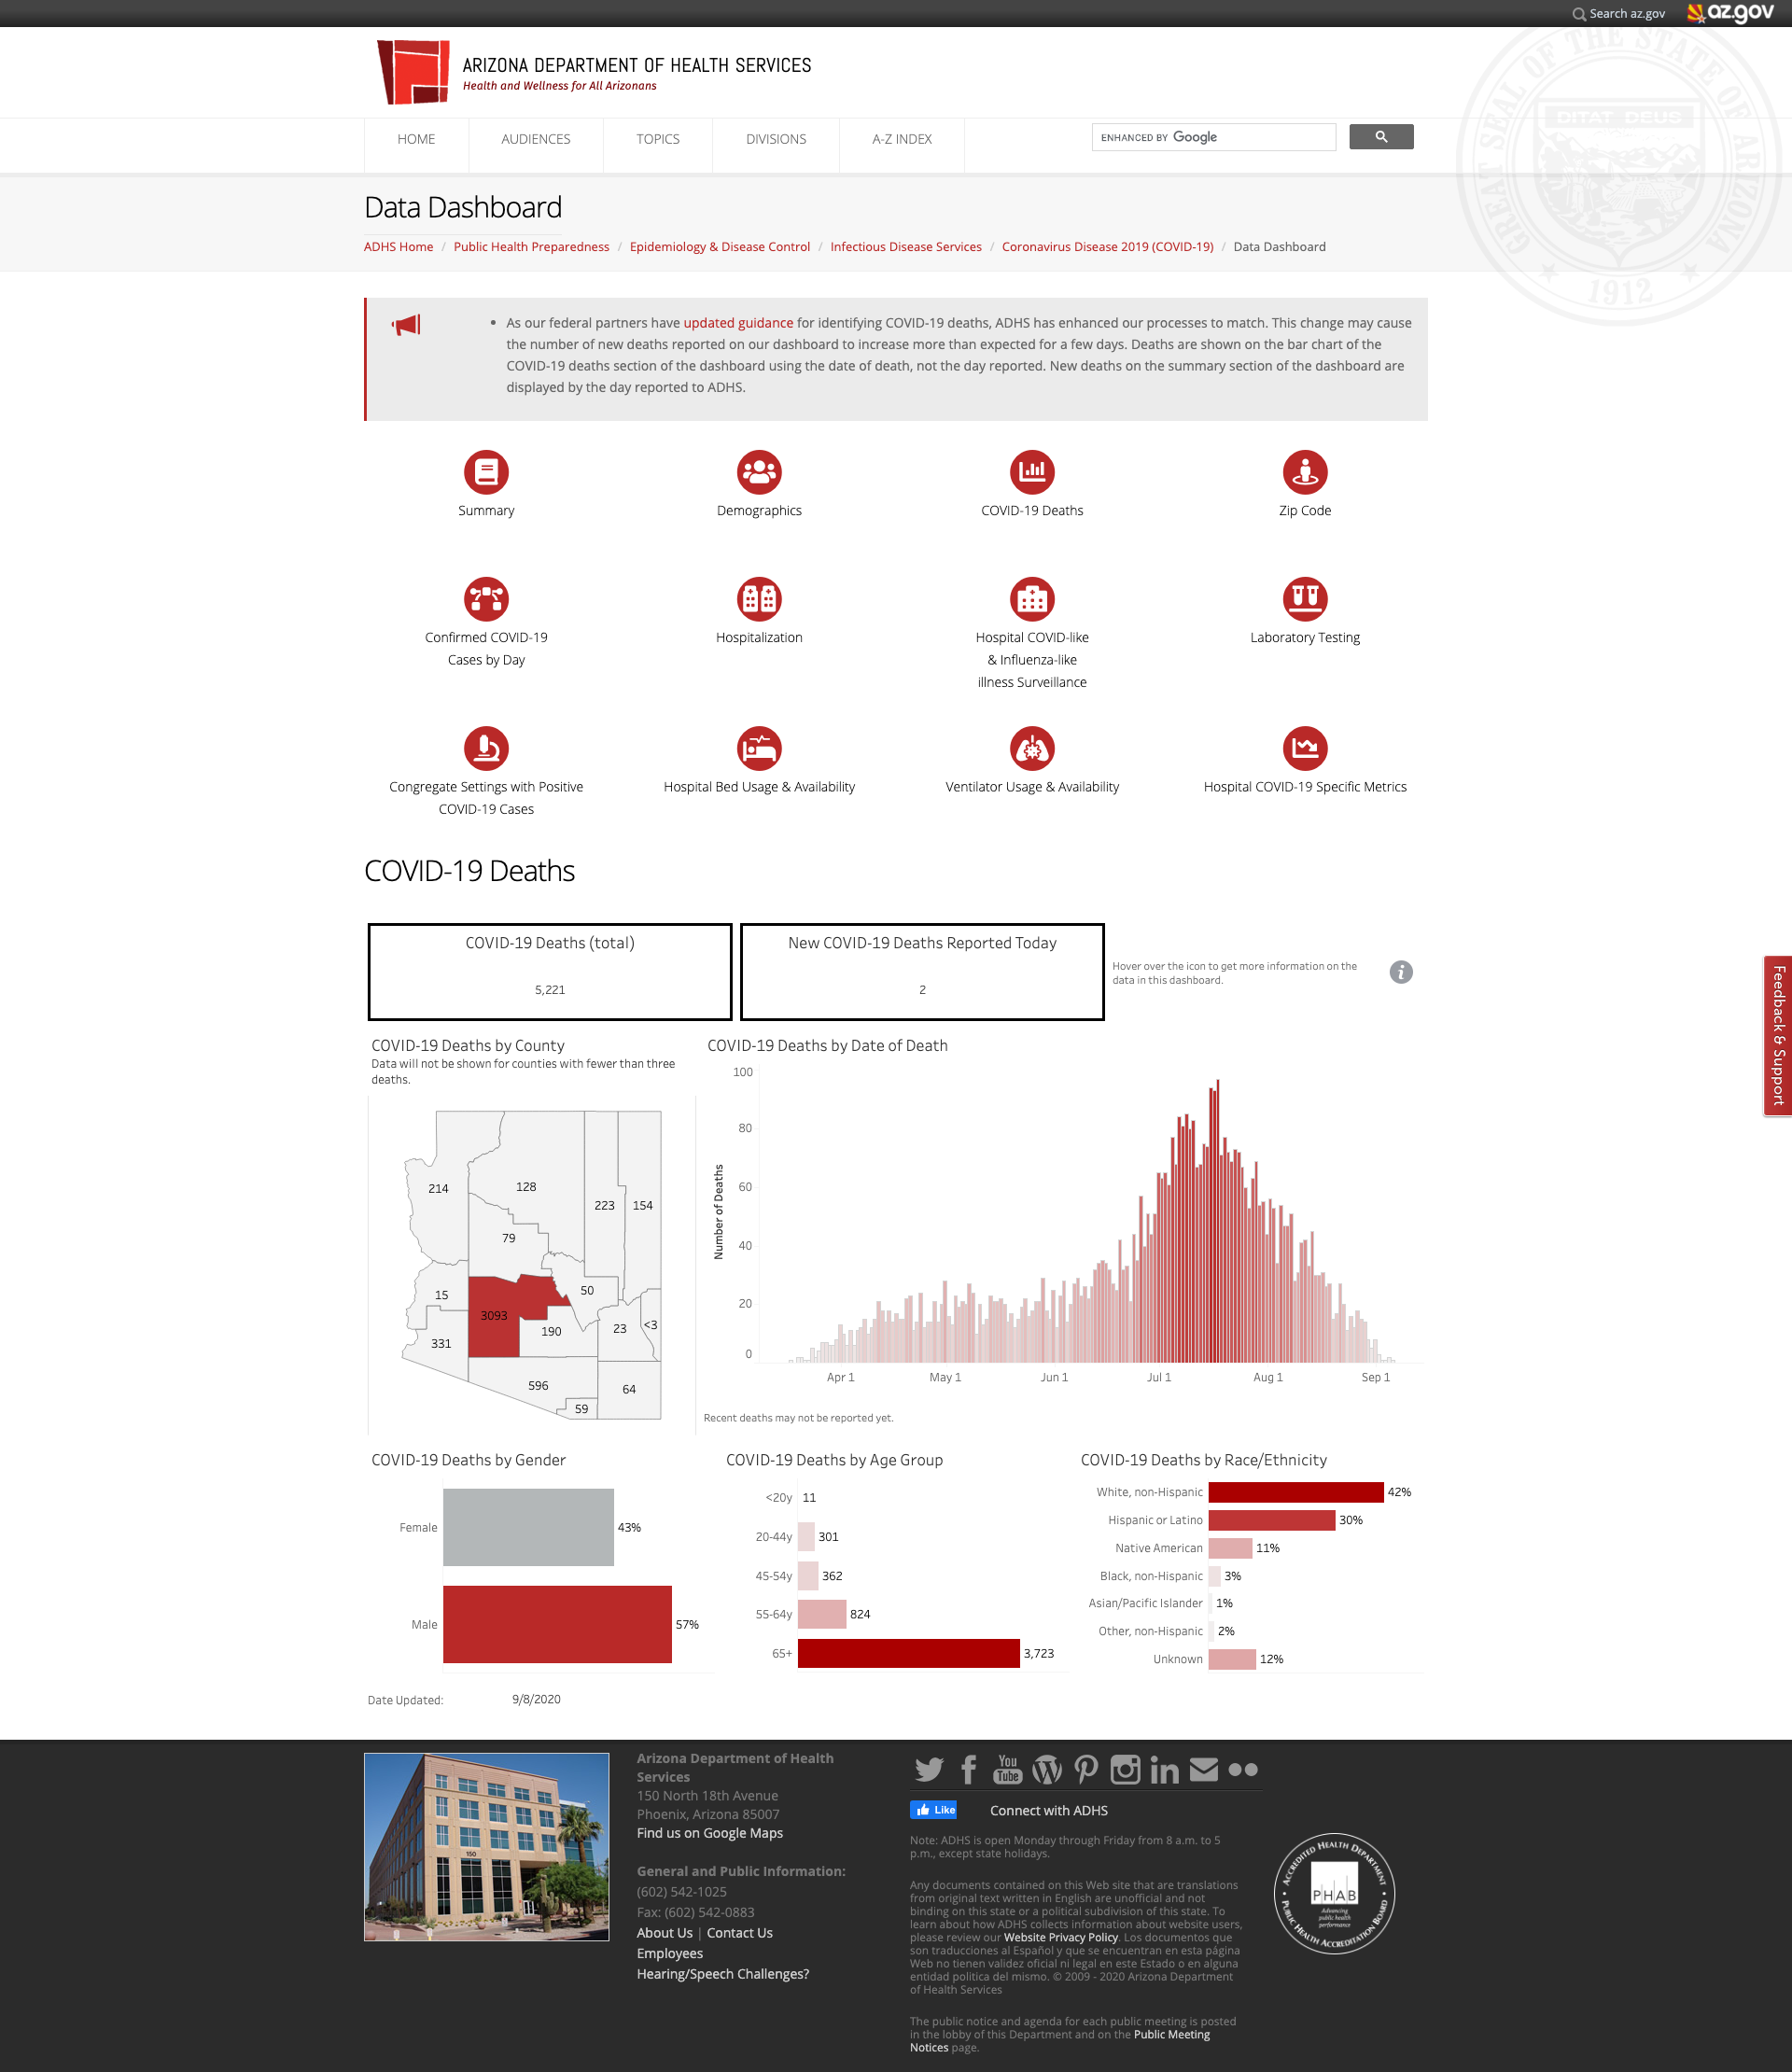 Search az.gov
az.gov
GREAT SEAL OF THE STATE OF ARIZONA
DITAT DEUS
1912
ARIZONA DEPARTMENT OF HEALTH SERVICES
Health and Wellness for All Arizonans
HOME
AUDIENCES
TOPICS
DIVISIONS
A-Z INDEX
ENHANCED BY Google
Data Dashboard
ADHS Home / Public Health Preparedness / Epidemiology & Disease Control / Infectious Disease Services / Coronavirus Disease 2019 (COVID-19) / Data Dashboard
• As our federal partners have updated guidance for identifying COVID-19 deaths, ADHS has enhanced our processes to match. This change may cause
the number of new deaths reported on our dashboard to increase more than expected for a few days. Deaths are shown on the bar chart of the
COVID-19 deaths section of the dashboard using the date of death, not the day reported. New deaths on the summary section of the dashboard are
displayed by the day reported to ADHS.
Summary
Demographics
COVID-19 Deaths
Zip Code
Confirmed COVID-19
Cases by Day
Hospitalization
Hospital COVID-like
& Influenza-like
illness Surveillance
Laboratory Testing
Congregate Settings with Positive
COVID-19 Cases
Hospital Bed Usage & Availability
Ventilator Usage & Availability
Hospital COVID-19 Specific Metrics
COVID-19 Deaths
COVID-19 Deaths (total)
5,221
New COVID-19 Deaths Reported Today
2
Hover over the icon to get more information on the
data in this dashboard.
i
Feedback & Support
COVID-19 Deaths by County
Data will not be shown for counties with fewer than three
deaths.
214
128
223
154
79
15
3093
50
331
190
23
<3
596
64
59
COVID-19 Deaths by Date of Death
Number of Deaths
100
80
60
40
20
0
Apr 1
May 1
Jun 1
Jul 1
Aug 1
Sep 1
Recent deaths may not be reported yet.
COVID-19 Deaths by Gender
Female
43%
Male
57%
COVID-19 Deaths by Age Group
<20y 11
20-44y 301
45-54y 362
55-64y 824
65+ 3,723
COVID-19 Deaths by Race/Ethnicity
White, non-Hispanic 42%
Hispanic or Latino 30%
Native American 11%
Black, non-Hispanic 3%
Asian/Pacific Islander 1%
Other, non-Hispanic 2%
Unknown 12%
Date Updated: 9/8/2020
150
Arizona Department of Health
Services
150 North 18th Avenue
Phoenix, Arizona 85007
Find us on Google Maps
General and Public Information:
(602) 542-1025
Fax: (602) 542-0883
About Us | Contact Us
Employees
Hearing/Speech Challenges?
You
Tube
in
Like
Connect with ADHS
Note: ADHS is open Monday through Friday from 8 a.m. to 5
p.m., except state holidays.
Any documents contained on this Web site that are translations
from original text written in English are unofficial and not
binding on this state or a political subdivision of this state. To
learn about how ADHS collects information about website users,
please review our Website Privacy Policy. Los documentos que
son traducciones al Español y que se encuentran en esta página
Web no tienen validez oficial ni legal en este Estado o en alguna
entidad politica del mismo. © 2009 - 2020 Arizona Department
of Health Services
The public notice and agenda for each public meeting is posted
in the lobby of this Department and on the Public Meeting
Notices page.
ACCREDITED HEALTH DEPARTMENT
PHAB
Advancing
public health
performance
PUBLIC HEALTH ACCREDITATION BOARD